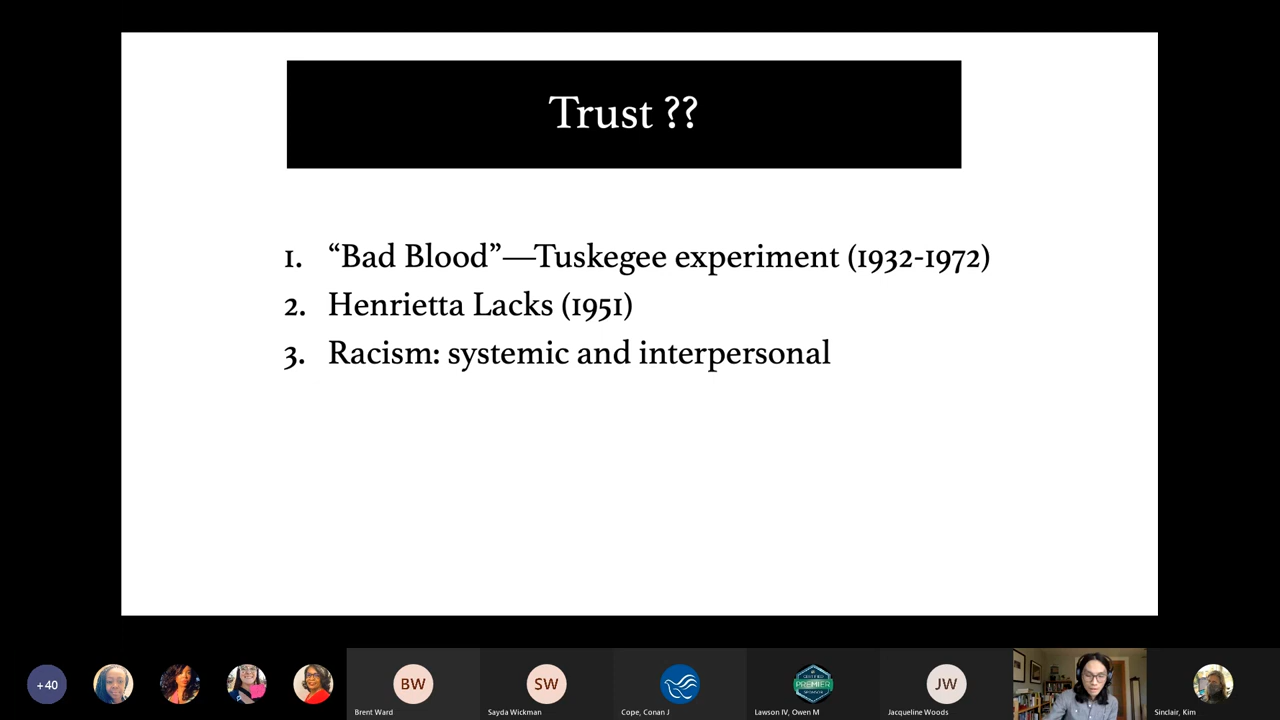 Trust ??
1. “Bad Blood”—Tuskegee experiment (1932-1972)
2. Henrietta Lacks (1951)
3. Racism: systemic and interpersonal
+40
BW
Brent Ward
SW
Sayda Wickman
Cope, Conan J
PREMIER
Lawson IV, Owen M
JW
Jacqueline Woods
Sinclair, Kim